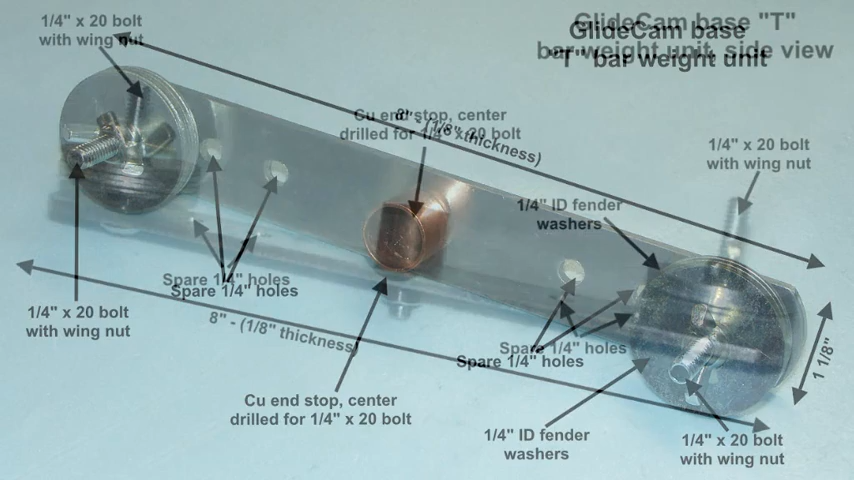 1/4" x 20 bolt
with wing nut
GlideCam base "T"
bar weight unit, side view
GlideCam base
"T" bar weight unit
Cu end stop, center
drilled for 1/4" x 20 bolt
8" - (1/8" thickness)
1/4" x 20 bolt
with wing nut
1/4" ID fender
washers
Spare 1/4" holes
Spare 1/4" holes
1/4" x 20 bolt
with wing nut
8" - (1/8" thickness)
Spare 1/4" holes
Spare 1/4" holes
1 1/8"
Cu end stop, center
drilled for 1/4" x 20 bolt
1/4" ID fender
washers
1/4" x 20 bolt
with wing nut